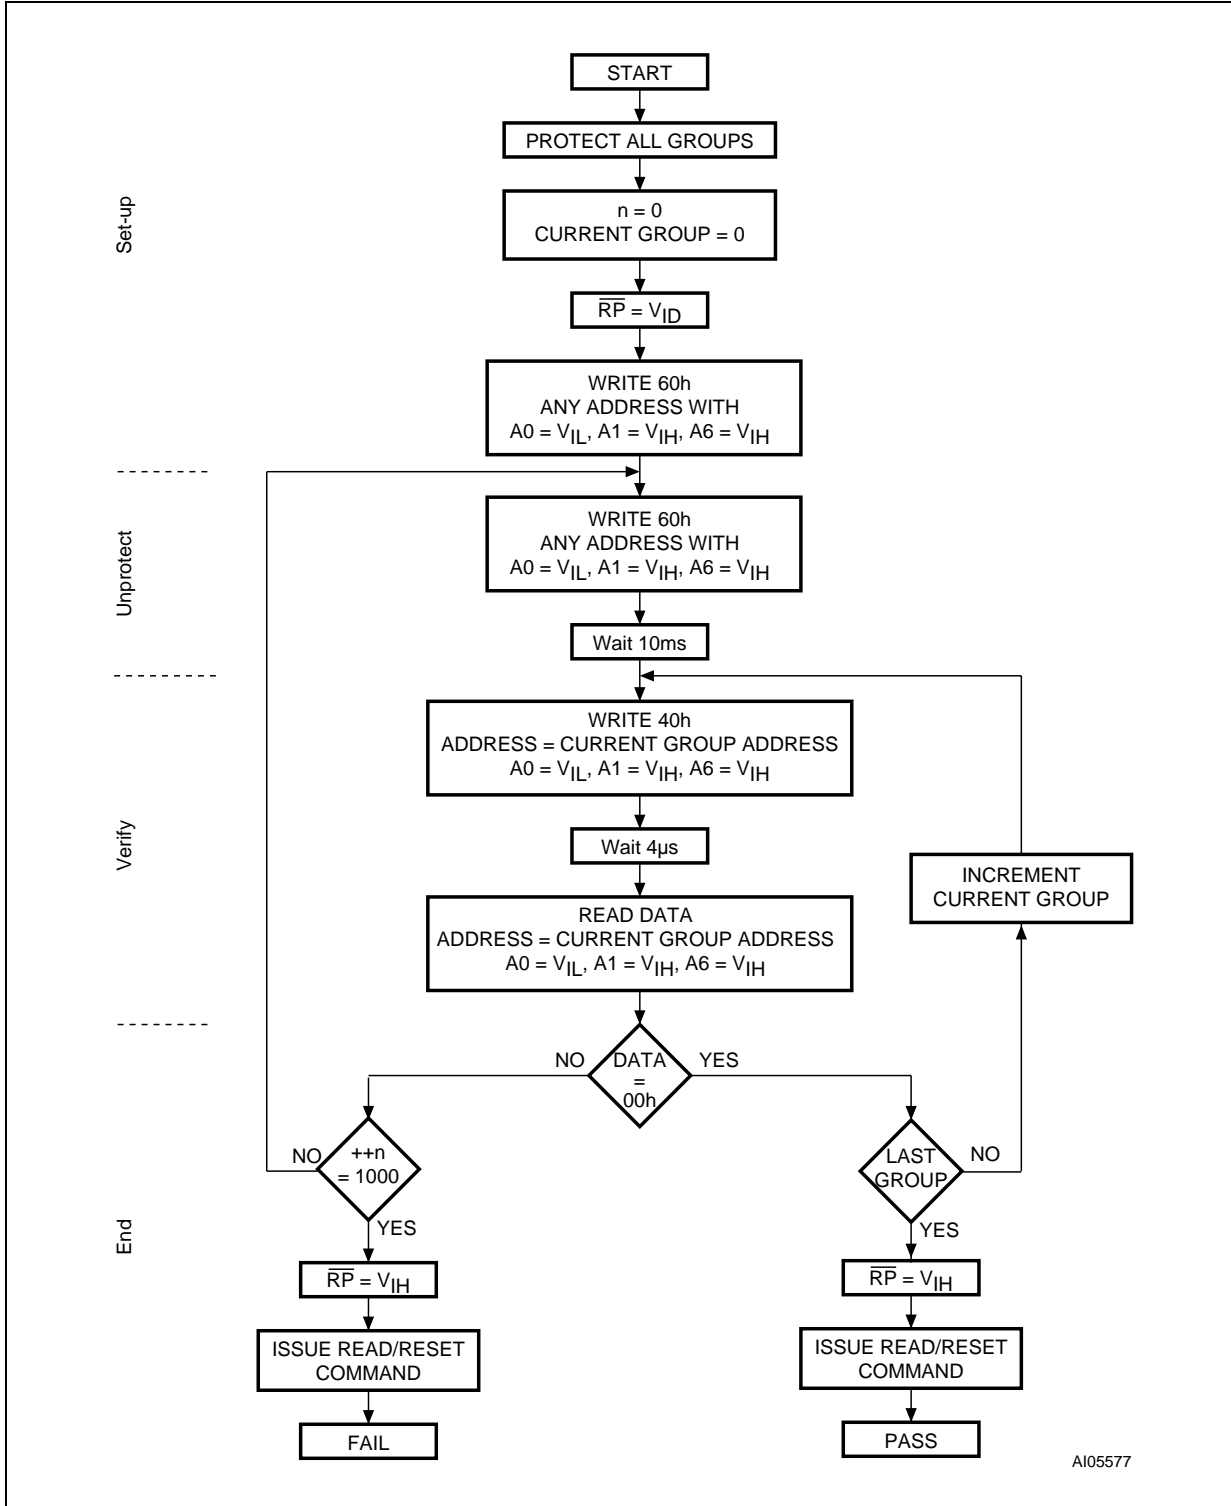 START
PROTECT ALL GROUPS
Set-up
n = 0
CURRENT GROUP = 0
RP = VID
WRITE 60h
ANY ADDRESS WITH
A0 = VIL, A1 = VIH, A6 = VIH
Unprotect
WRITE 60h
ANY ADDRESS WITH
A0 = VIL, A1 = VIH, A6 = VIH
Wait 10ms
Verify
WRITE 40h
ADDRESS = CURRENT GROUP ADDRESS
A0 = VIL, A1 = VIH, A6 = VIH
Wait 4µs
INCREMENT
CURRENT GROUP
READ DATA
ADDRESS = CURRENT GROUP ADDRESS
A0 = VIL, A1 = VIH, A6 = VIH
End
NO
DATA
=
00h
YES
NO
++n
= 1000
YES
LAST
GROUP
NO
YES
RP = VIH
RP = VIH
ISSUE READ/RESET
COMMAND
ISSUE READ/RESET
COMMAND
FAIL
PASS
AI05577